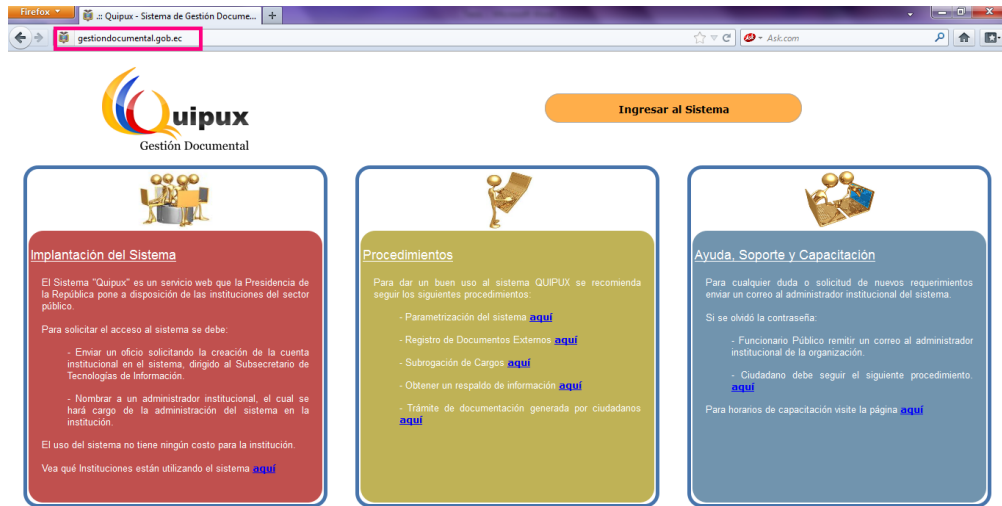 Firefox
.:: Quipux - Sistema de Gestión Docume...
gestiondocumental.gob.ec
Ask.com
Quipux
Gestión Documental
Ingresar al Sistema
Implantación del Sistema
El Sistema "Quipux" es un servicio web que la Presidencia de
la República pone a disposición de las instituciones del sector
público.
Para solicitar el acceso al sistema se debe:
- Enviar un oficio solicitando la creación de la cuenta
institucional en el sistema, dirigido al Subsecretario de
Tecnologías de Información.
- Nombrar a un administrador institucional, el cual se
hará cargo de la administración del sistema en la
institución.
El uso del sistema no tiene ningún costo para la institución.
Vea qué Instituciones están utilizando el sistema aquí
Procedimientos
Para dar un buen uso al sistema QUIPUX se recomienda
seguir los siguientes procedimientos:
- Parametrización del sistema aquí
- Registro de Documentos Externos aquí
- Subrogación de Cargos aquí
- Obtener un respaldo de información aquí
- Trámite de documentación generada por ciudadanos
aquí
Ayuda, Soporte y Capacitación
Para cualquier duda o solicitud de nuevos requerimientos
enviar un correo al administrador institucional del sistema.
Si se olvidó la contraseña:
- Funcionario Público remitir un correo al administrador
institucional de la organización.
- Ciudadano debe seguir el siguiente procedimiento.
aquí
Para horarios de capacitación visite la página aquí